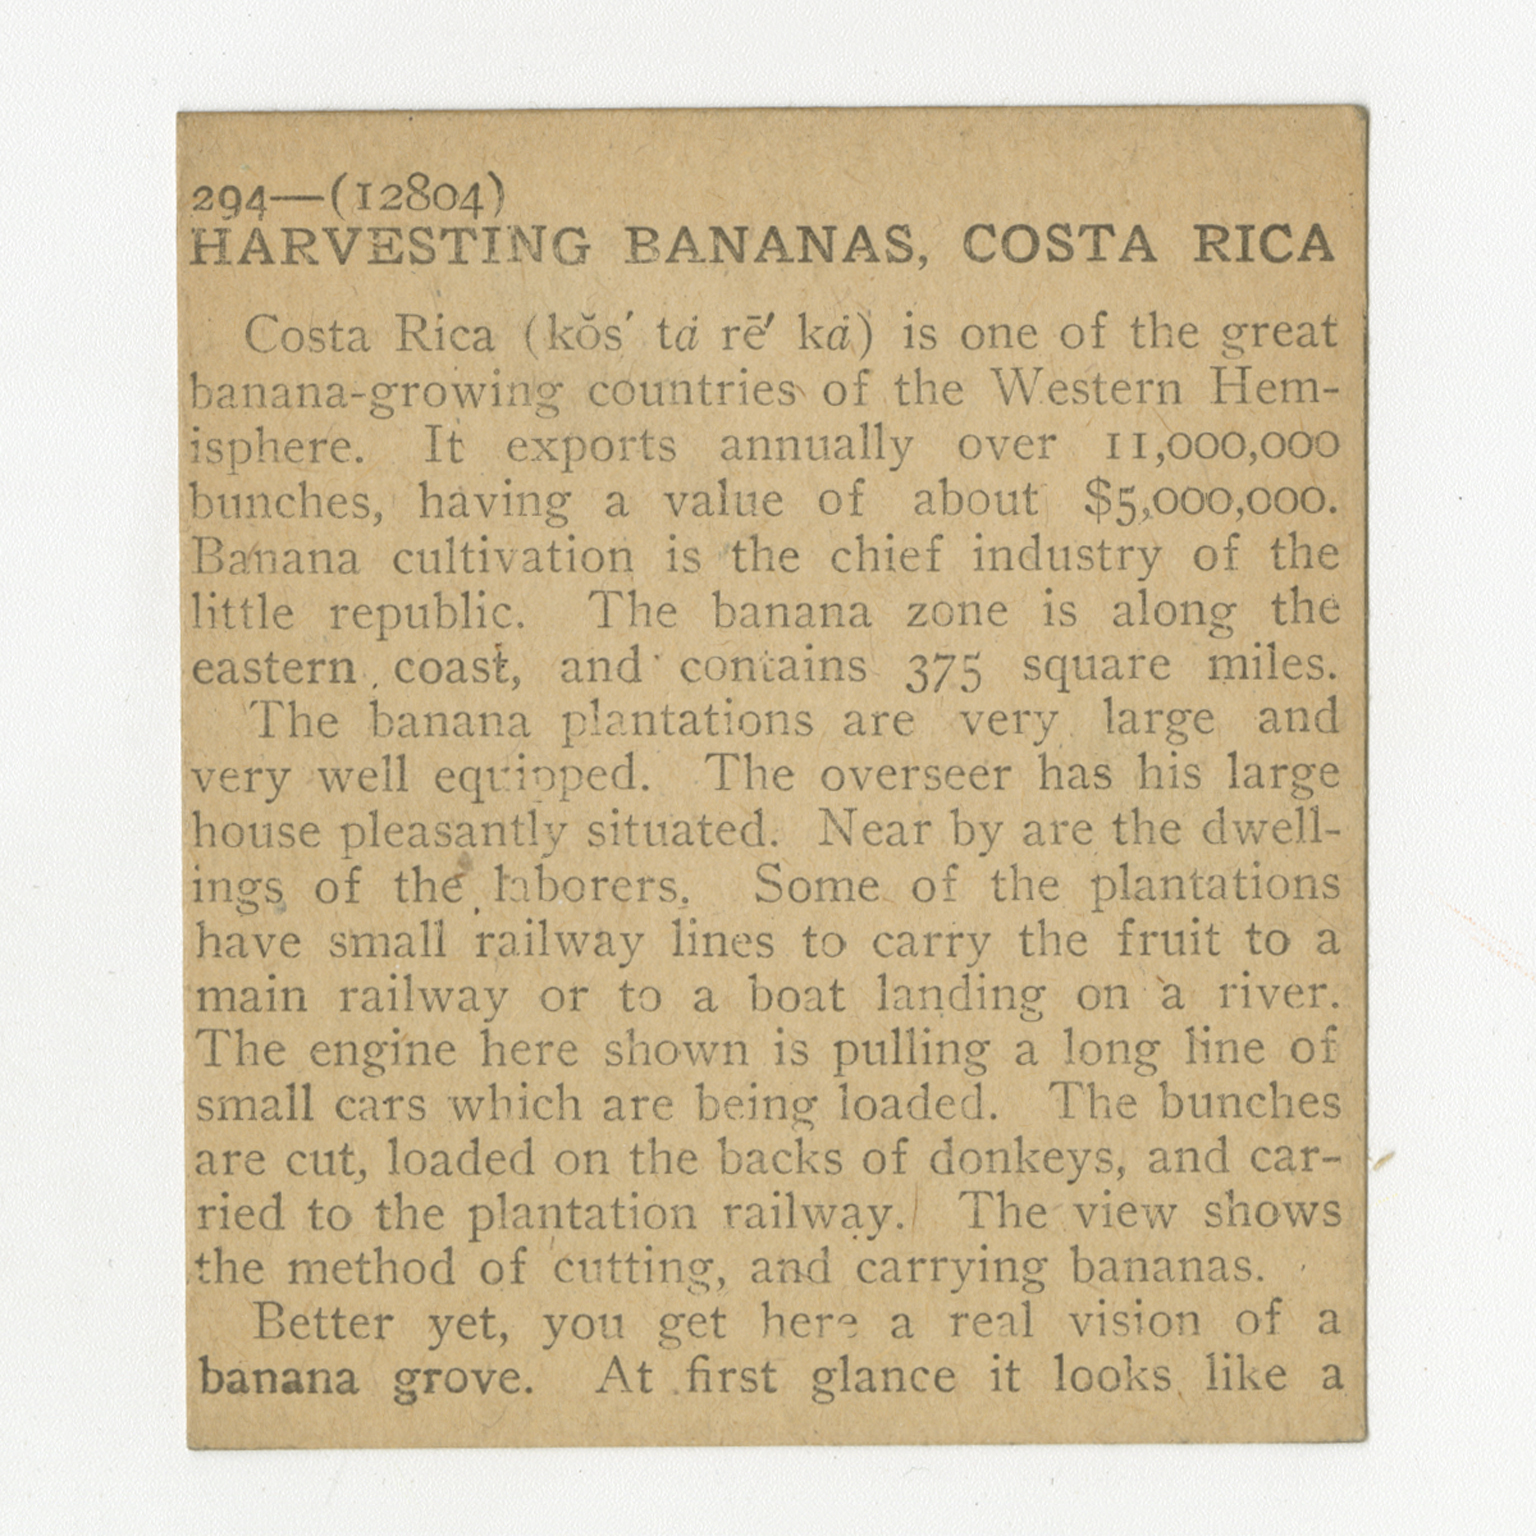 294—(12804)
HARVESTING BANANAS, COSTA RICA
Costa Rica (kŏs′ tȧ rē′ kȧ) is one of the great
banana-growing countries of the Western Hem-
isphere. It exports annually over 11,000,000
bunches, having a value of about $5,000,000.
Banana cultivation is the chief industry of the
little republic. The banana zone is along the
eastern coast, and contains 375 square miles.
The banana plantations are very large and
very well equipped. The overseer has his large
house pleasantly situated. Near by are the dwell-
ings of the laborers. Some of the plantations
have small railway lines to carry the fruit to a
main railway or to a boat landing on a river.
The engine here shown is pulling a long line of
small cars which are being loaded. The bunches
are cut, loaded on the backs of donkeys, and car-
ried to the plantation railway. The view shows
the method of cutting, and carrying bananas.
Better yet, you get here a real vision of a
banana grove. At first glance it looks like a